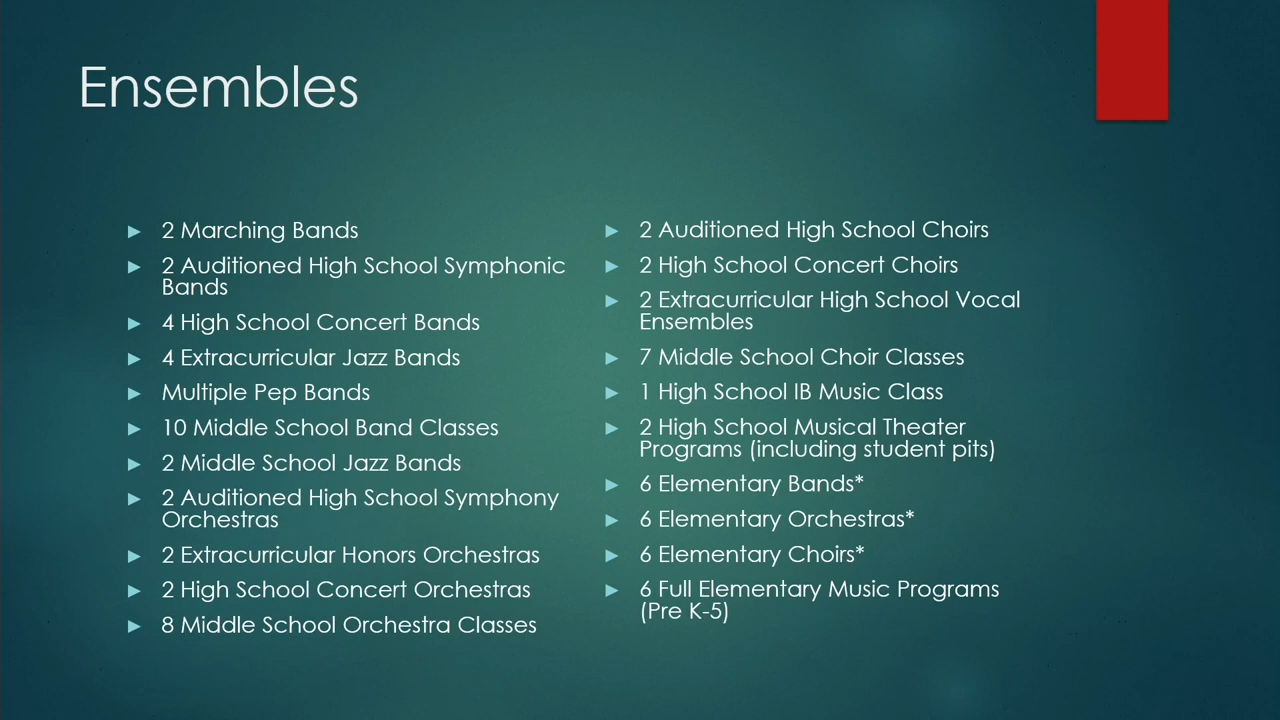 Ensembles
2 Marching Bands
2 Auditioned High School Symphonic
Bands
4 High School Concert Bands
4 Extracurricular Jazz Bands
Multiple Pep Bands
10 Middle School Band Classes
2 Middle School Jazz Bands
2 Auditioned High School Symphony
Orchestras
2 Extracurricular Honors Orchestras
2 High School Concert Orchestras
8 Middle School Orchestra Classes
2 Auditioned High School Choirs
2 High School Concert Choirs
2 Extracurricular High School Vocal
Ensembles
7 Middle School Choir Classes
1 High School IB Music Class
2 High School Musical Theater
Programs (including student pits)
6 Elementary Bands*
6 Elementary Orchestras*
6 Elementary Choirs*
6 Full Elementary Music Programs
(Pre K-5)